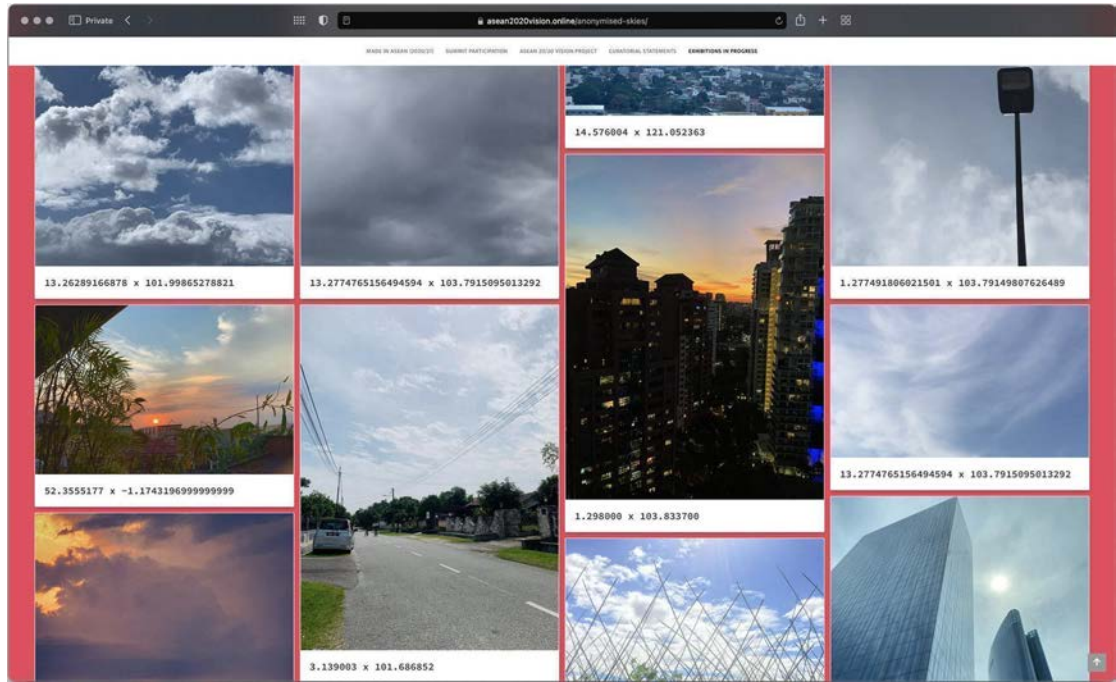 Private
asean2020vision.online/anonymised-skies/
MADE IN ASEAN (2020/21) SUMMIT PARTICIPATION ASEAN 20/20 VISION PROJECT CURATORIAL STATEMENTS EXHIBITIONS IN PROGRESS
14.576004 x 121.052363
13.26289166878 x 101.99865278821
13.2774765156494594 x 103.7915095013292
1.277491806021501 x 103.79149807626489
52.3555177 x -1.1743196999999999
13.2774765156494594 x 103.7915095013292
1.298000 x 103.833700
3.139003 x 101.686852